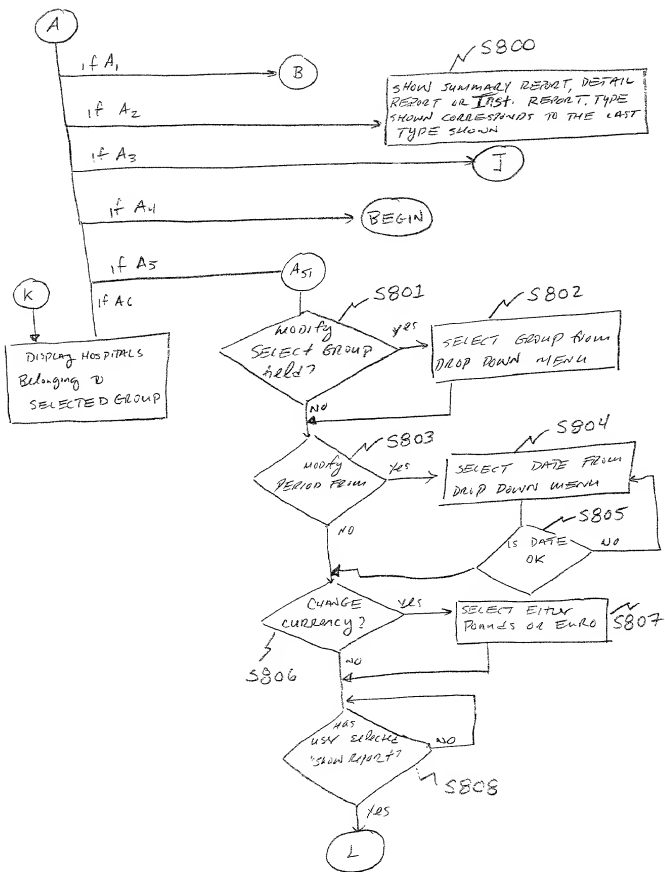 A
if A1
B
S800
SHOW SUMMARY REPORT, DETAIL
REPORT OR Inst. REPORT. TYPE
SHOWN CORRESPONDS TO THE LAST
TYPE SHOWN
if A2
if A3
J
if A4
BEGIN
if A5
A51
if A6
K
DISPLAY HOSPITALS
Belonging to
SELECTED GROUP
S801
MODIFY
SELECT GROUP
field?
yes
S802
SELECT GROUP from
DROP DOWN MENU
NO
S803
MODIFY
PERIOD FROM
yes
S804
SELECT DATE FROM
DROP DOWN MENU
S805
IS DATE
OK
NO
NO
CHANGE
CURRENCY?
yes
SELECT EITHER
POUNDS OR EURO
S807
S806
NO
HAS
USER SELECTED
"SHOW REPORT"?
NO
S808
yes
L